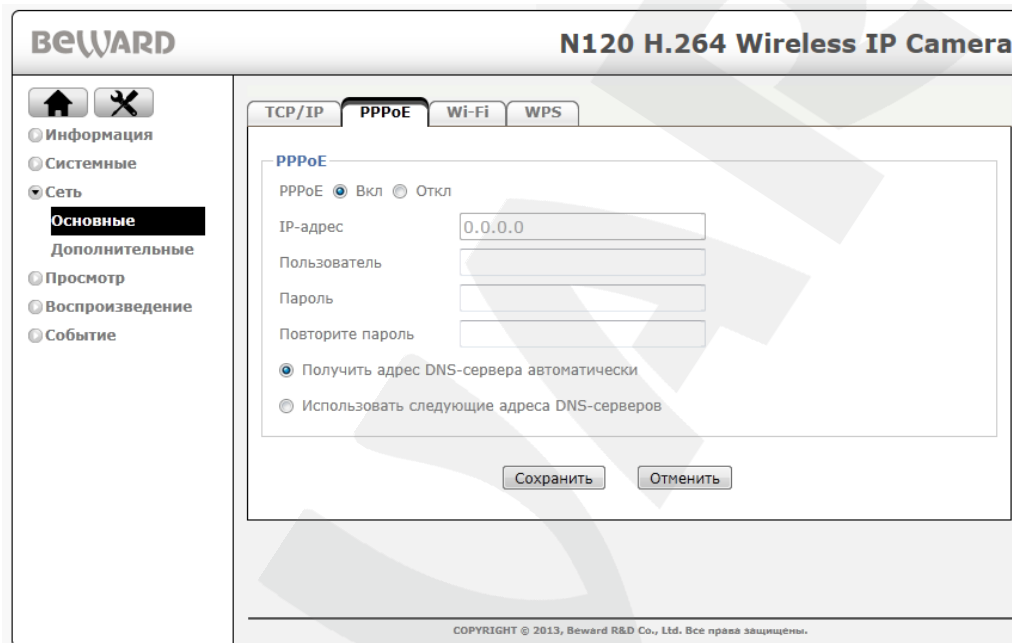 BEWARD
N120 H.264 Wireless IP Camera
Информация
Системные
Сеть
Основные
Дополнительные
Просмотр
Воспроизведение
Событие
TCP/IP PPPoE Wi-Fi WPS
PPPoE
PPPoE Вкл Откл
IP-адрес 0.0.0.0
Пользователь
Пароль
Повторите пароль
Получить адрес DNS-сервера автоматически
Использовать следующие адреса DNS-серверов
Сохранить Отменить
COPYRIGHT © 2013, Beward R&D Co., Ltd. Все права защищены.